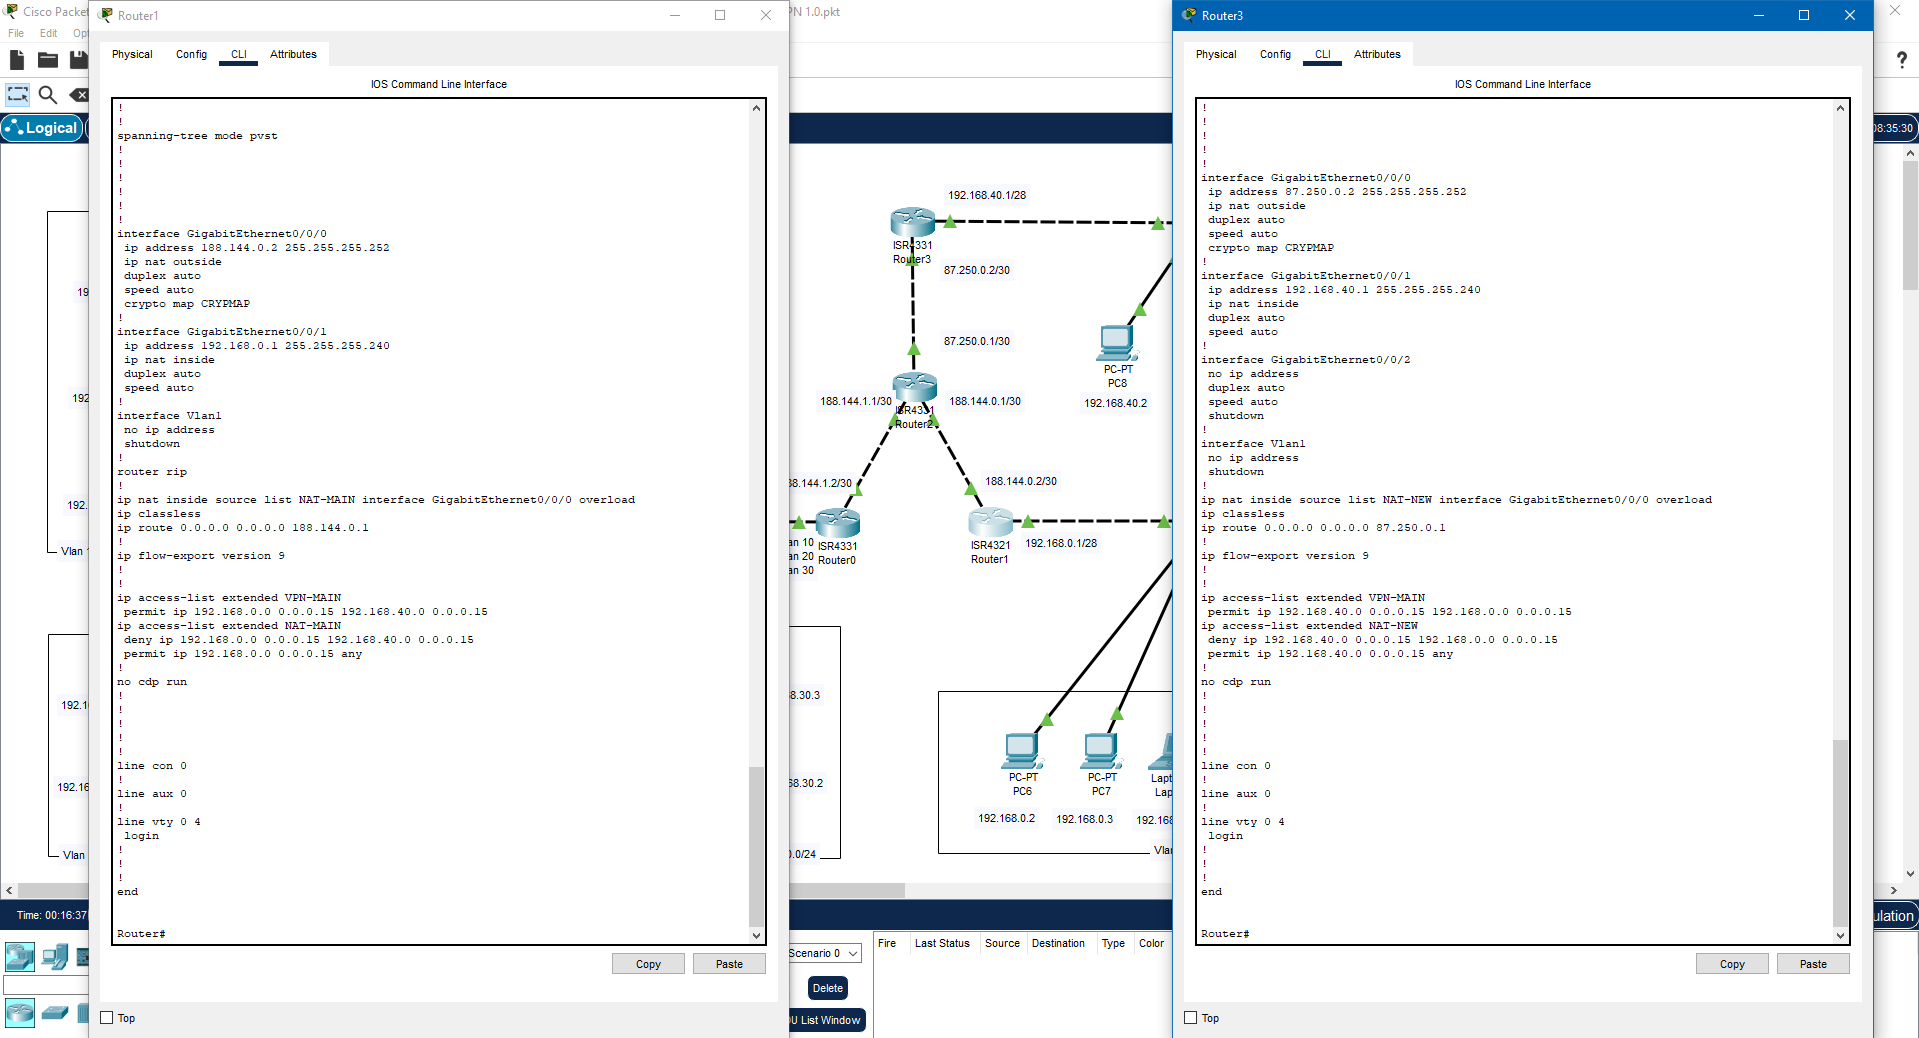 Cisco Packe
Router1
PN 1.0.pkt
Router3
File
Edit
Opt
Physical
Config
CLI
Attributes
IOS Command Line Interface
!
!
spanning-tree mode pvst
!
!
!
!
!
!
interface GigabitEthernet0/0/0
ip address 188.144.0.2 255.255.255.252
ip nat outside
duplex auto
speed auto
crypto map CRYPMAP
!
interface GigabitEthernet0/0/1
ip address 192.168.0.1 255.255.255.240
ip nat inside
duplex auto
speed auto
!
interface Vlan1
no ip address
shutdown
!
router rip
!
ip nat inside source list NAT-MAIN interface GigabitEthernet0/0/0 overload
ip classless
ip route 0.0.0.0 0.0.0.0 188.144.0.1
!
ip flow-export version 9
!
!
ip access-list extended VPN-MAIN
permit ip 192.168.0.0 0.0.0.15 192.168.40.0 0.0.0.15
ip access-list extended NAT-MAIN
deny ip 192.168.0.0 0.0.0.15 192.168.40.0 0.0.0.15
permit ip 192.168.0.0 0.0.0.15 any
!
no cdp run
!
!
!
!
!
line con 0
!
line aux 0
!
line vty 0 4
login
!
!
!
end
Router#
Copy
Paste
Top
Logical
19
192
192.
Vlan
192.1
192.16
Vlan
Time: 00:16:37
192.168.40.1/28
ISR4331
Router3
87.250.0.2/30
87.250.0.1/30
PC-PT
PC8
192.168.40.2
188.144.1.1/30
188.144.0.1/30
ISR4331
Router2
88.144.1.2/30
188.144.0.2/30
an 10
an 20
an 30
ISR4331
Router0
ISR4321
Router1
192.168.0.1/28
8.30.3
68.30.2
0.0/24
PC-PT
PC6
192.168.0.2
PC-PT
PC7
192.168.0.3
Lapt
Lap
192.168
Vla
Scenario 0
Delete
DU List Window
Fire
Last Status
Source
Destination
Type
Color
Physical
Config
CLI
Attributes
IOS Command Line Interface
!
!
!
!
!
interface GigabitEthernet0/0/0
ip address 87.250.0.2 255.255.255.252
ip nat outside
duplex auto
speed auto
crypto map CRYPMAP
!
interface GigabitEthernet0/0/1
ip address 192.168.40.1 255.255.255.240
ip nat inside
duplex auto
speed auto
!
interface GigabitEthernet0/0/2
no ip address
duplex auto
speed auto
shutdown
!
interface Vlan1
no ip address
shutdown
!
ip nat inside source list NAT-NEW interface GigabitEthernet0/0/0 overload
ip classless
ip route 0.0.0.0 0.0.0.0 87.250.0.1
!
ip flow-export version 9
!
!
ip access-list extended VPN-MAIN
permit ip 192.168.40.0 0.0.0.15 192.168.0.0 0.0.0.15
ip access-list extended NAT-NEW
deny ip 192.168.40.0 0.0.0.15 192.168.0.0 0.0.0.15
permit ip 192.168.40.0 0.0.0.15 any
!
no cdp run
!
!
!
!
!
line con 0
!
line aux 0
!
line vty 0 4
login
!
!
!
end
Router#
Copy
Paste
Top
?
08:35:30
ulation